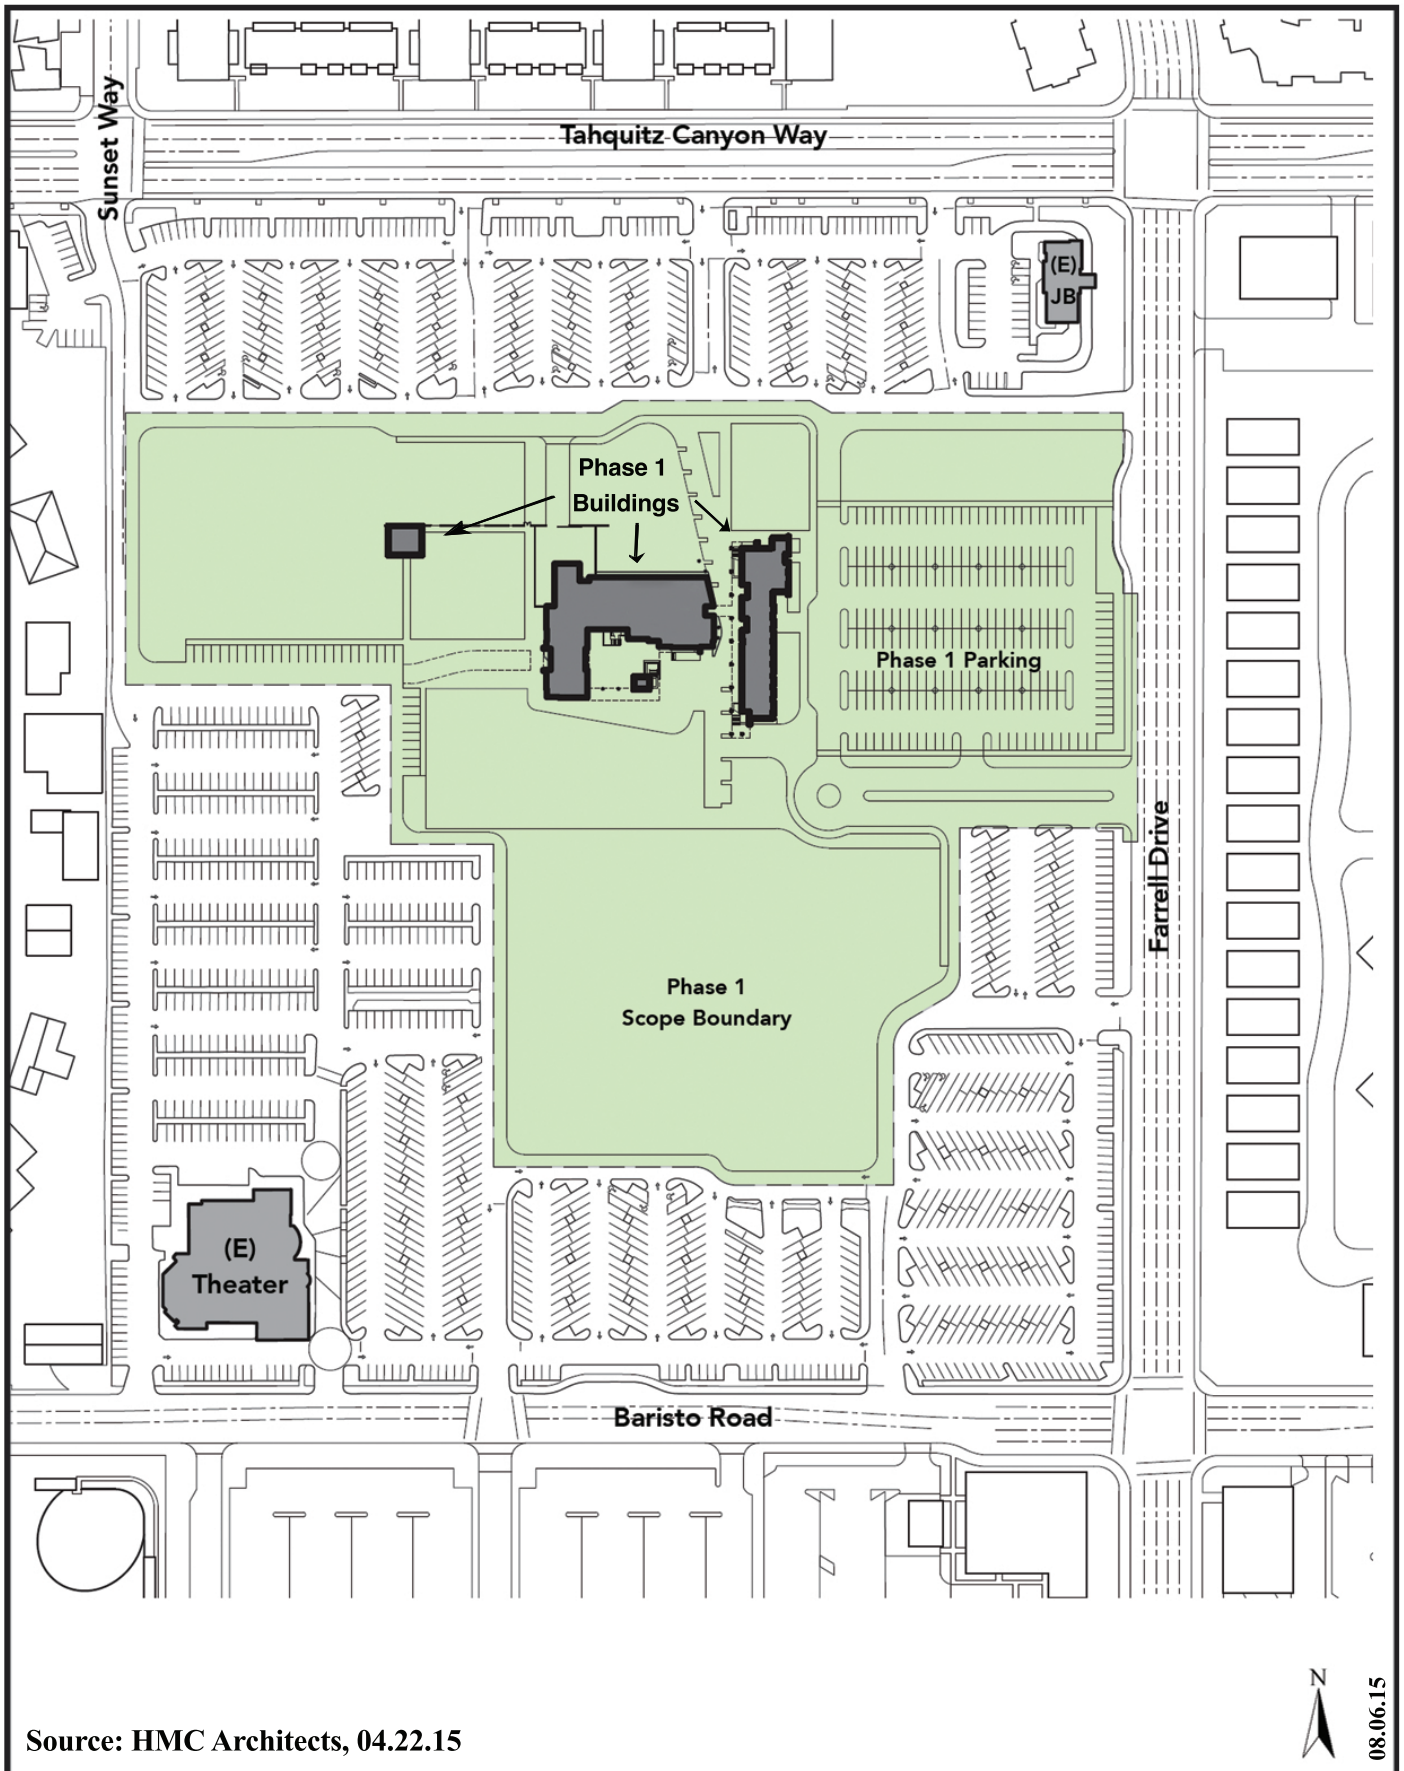 Sunset Way
Tahquitz Canyon Way
(E)
JB
Phase 1
Buildings
Phase 1 Parking
Farrell Drive
Phase 1
Scope Boundary
(E)
Theater
Baristo Road
N
08.06.15
Source: HMC Architects, 04.22.15